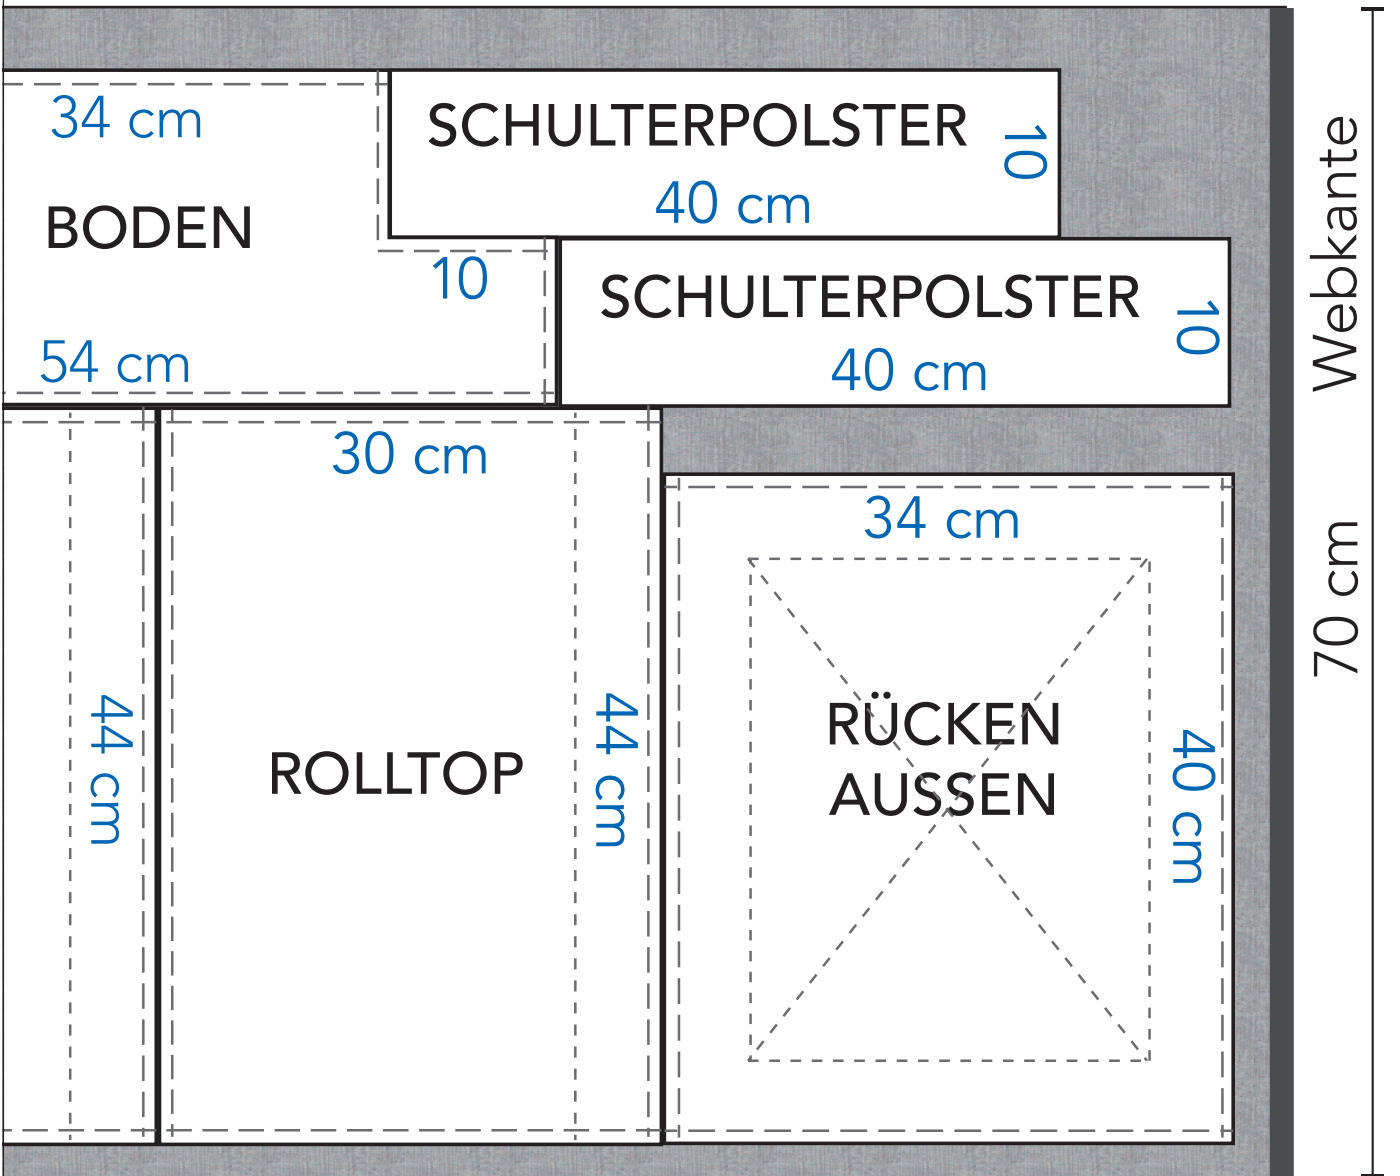 34 cm
BODEN
10
54 cm
SCHULTERPOLSTER
40 cm
10
SCHULTERPOLSTER
40 cm
10
44 cm
30 cm
ROLLTOP
44 cm
34 cm
RÜCKEN
AUSSEN
40 cm
70 cm Webkante